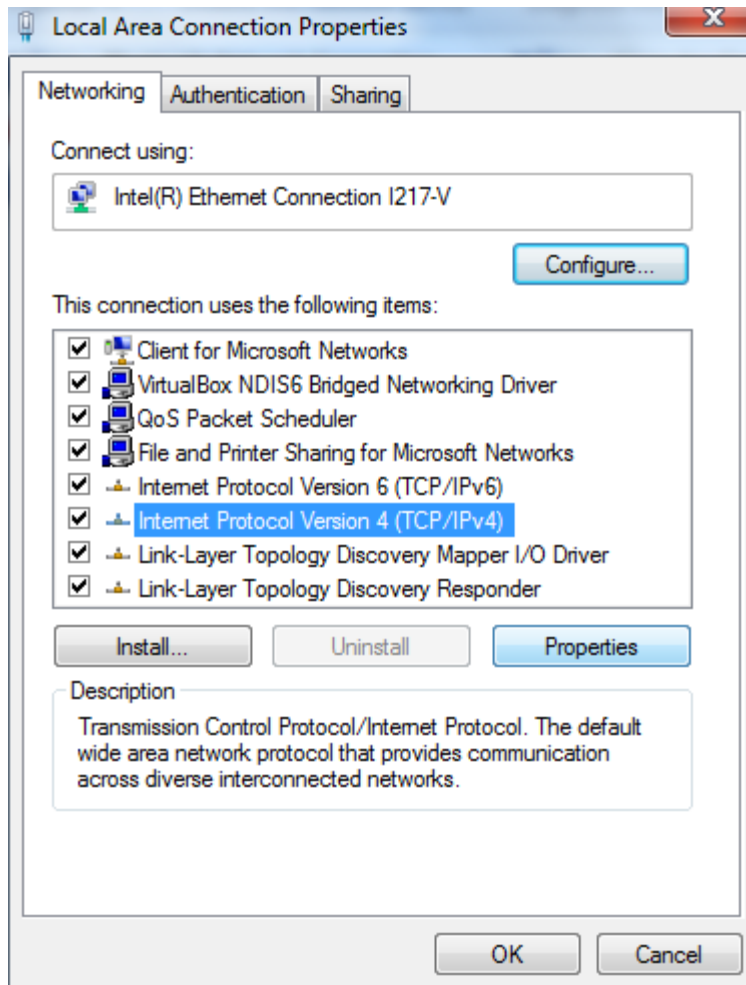 Local Area Connection Properties
Networking
Authentication
Sharing
Connect using:
Intel(R) Ethernet Connection I217-V
Configure...
This connection uses the following items:
Client for Microsoft Networks
VirtualBox NDIS6 Bridged Networking Driver
QoS Packet Scheduler
File and Printer Sharing for Microsoft Networks
Internet Protocol Version 6 (TCP/IPv6)
Internet Protocol Version 4 (TCP/IPv4)
Link-Layer Topology Discovery Mapper I/O Driver
Link-Layer Topology Discovery Responder
Install...
Uninstall
Properties
Description
Transmission Control Protocol/Internet Protocol. The default
wide area network protocol that provides communication
across diverse interconnected networks.
OK
Cancel